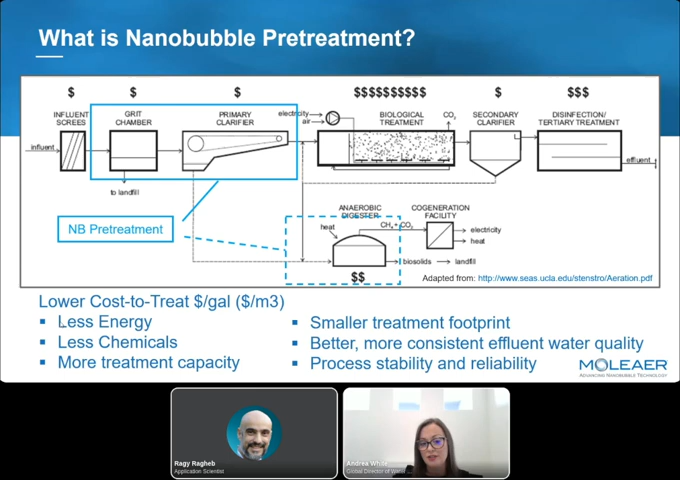 What is Nanobubble Pretreatment?
$ $ $ $$$$$$$$$$ $ $$$
INFLUENT
SCREES
GRIT
CHAMBER
PRIMARY
CLARIFIER
electricity
air
BIOLOGICAL
TREATMENT
CO₂
SECONDARY
CLARIFIER
DISINFECTION/
TERTIARY TREATMENT
influent
effluent
to landfill
NB Pretreatment
ANAEROBIC
DIGESTER
heat
CH₄ + CO₂
COGENERATION
FACILITY
electricity
heat
biosolids
landfill
$$
Adapted from: http://www.seas.ucla.edu/stenstro/Aeration.pdf
Lower Cost-to-Treat $/gal ($/m3)
▪ Less Energy
▪ Less Chemicals
▪ More treatment capacity
▪ Smaller treatment footprint
▪ Better, more consistent effluent water quality
▪ Process stability and reliability
MOLEAER
ADVANCING NANOBUBBLE TECHNOLOGY
Ragy Ragheb
Application Scientist
Andrea White
Global Director of Water